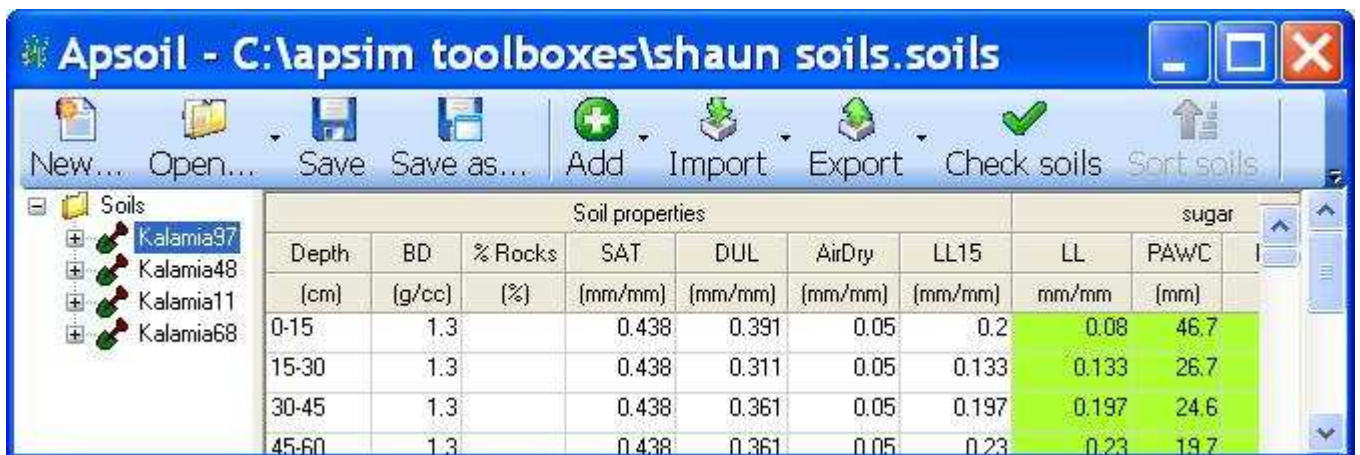 Apsoil - C:\apsim toolboxes\shaun soils.soils
New... Open... Save Save as... Add Import Export Check soils Sort soils
Soils
Kalamia97
Kalamia48
Kalamia11
Kalamia68
Soil properties sugar
Depth BD % Rocks SAT DUL AirDry LL15 LL PAWC
(cm) (g/cc) (%) (mm/mm) (mm/mm) (mm/mm) (mm/mm) mm/mm (mm)
0-15 1.3 0.438 0.391 0.05 0.2 0.08 46.7
15-30 1.3 0.438 0.311 0.05 0.133 0.133 26.7
30-45 1.3 0.438 0.361 0.05 0.197 0.197 24.6
45-60 1.3 0.438 0.361 0.05 0.23 0.23 19.7